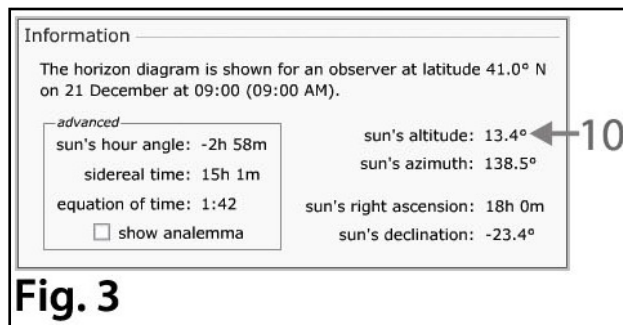 Information
The horizon diagram is shown for an observer at latitude 41.0° N
on 21 December at 09:00 (09:00 AM).
advanced
sun's hour angle: -2h 58m
sidereal time: 15h 1m
equation of time: 1:42
show analemma
sun's altitude: 13.4°
10
sun's azimuth: 138.5°
sun's right ascension: 18h 0m
sun's declination: -23.4°
Fig. 3